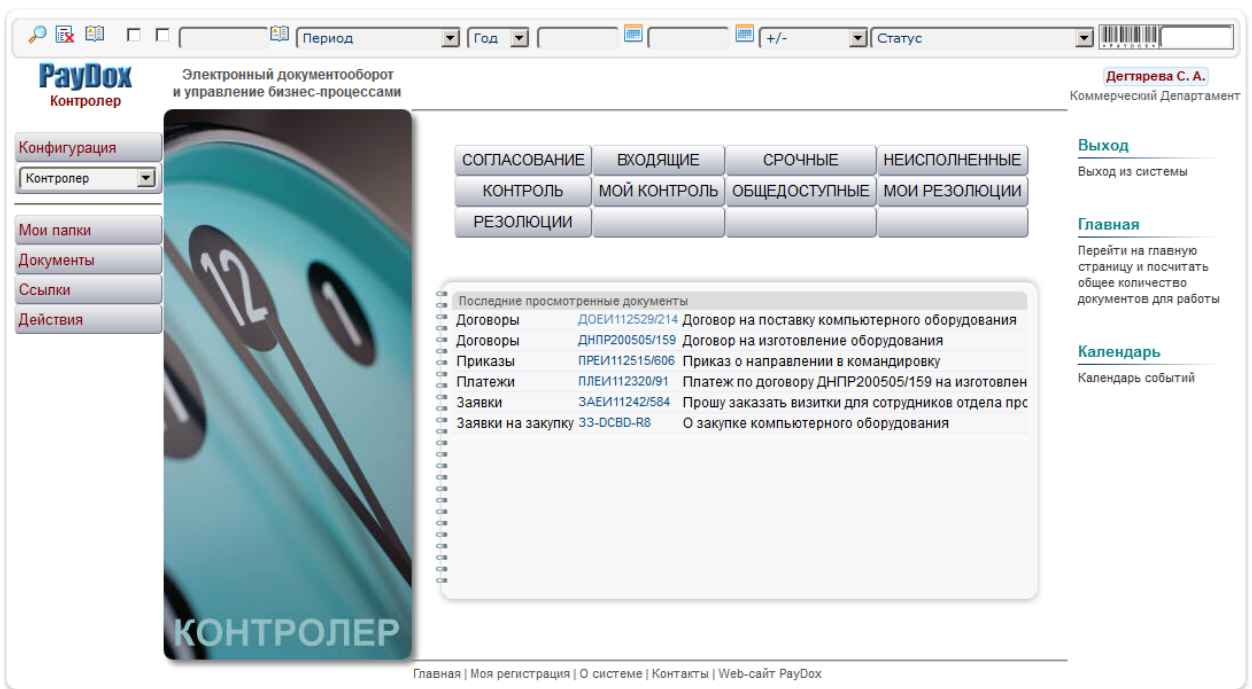 Период Год +/- Статус
PAYDOX
PayDox
Контролер
Электронный документооборот
и управление бизнес-процессами
Дегтярева С. А.
Коммерческий Департамент
Конфигурация
Контролер
Мои папки
Документы
Ссылки
Действия
12
1
КОНТРОЛЕР
СОГЛАСОВАНИЕ ВХОДЯЩИЕ СРОЧНЫЕ НЕИСПОЛНЕННЫЕ
КОНТРОЛЬ МОЙ КОНТРОЛЬ ОБЩЕДОСТУПНЫЕ МОИ РЕЗОЛЮЦИИ
РЕЗОЛЮЦИИ
Последние просмотренные документы
Договоры ДОЕИ112529/214 Договор на поставку компьютерного оборудования
Договоры ДНПР200505/159 Договор на изготовление оборудования
Приказы ПРЕИ112515/606 Приказ о направлении в командировку
Платежи ПЛЕИ112320/91 Платеж по договору ДНПР200505/159 на изготовлен
Заявки ЗАЕИ11242/584 Прошу заказать визитки для сотрудников отдела прс
Заявки на закупку ЗЗ-DCBD-R8 О закупке компьютерного оборудования
Выход
Выход из системы
Главная
Перейти на главную
страницу и посчитать
общее количество
документов для работы
Календарь
Календарь событий
Главная | Моя регистрация | О системе | Контакты | Web-сайт PayDox